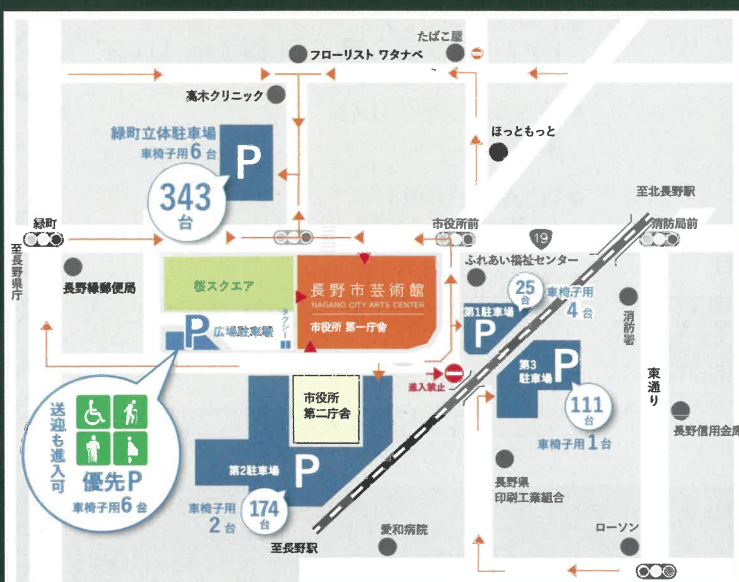 たばこ屋
フローリスト ワタナベ
高木クリニック
緑町立体駐車場
車椅子用6台
P
343
台
ほっともっと
至北長野駅
緑町
市役所前
19
消防局前
至長野県庁
長野緑郵便局
桜スクエア
長野市芸術館
NAGANO CITY ARTS CENTER
市役所 第一庁舎
タクシー
P 広場駐車場
ふれあい福祉センター
25
台
車椅子用
4台
第1駐車場
P
消防署
第3
駐車場
P
進入禁止
東通り
111
台
車椅子用1台
長野信用金庫
市役所
第二庁舎
送迎も進入可
優先P
車椅子用6台
第2駐車場
P
車椅子用
2台
174
台
長野県
印刷工業組合
至長野駅
愛和病院
ローソン